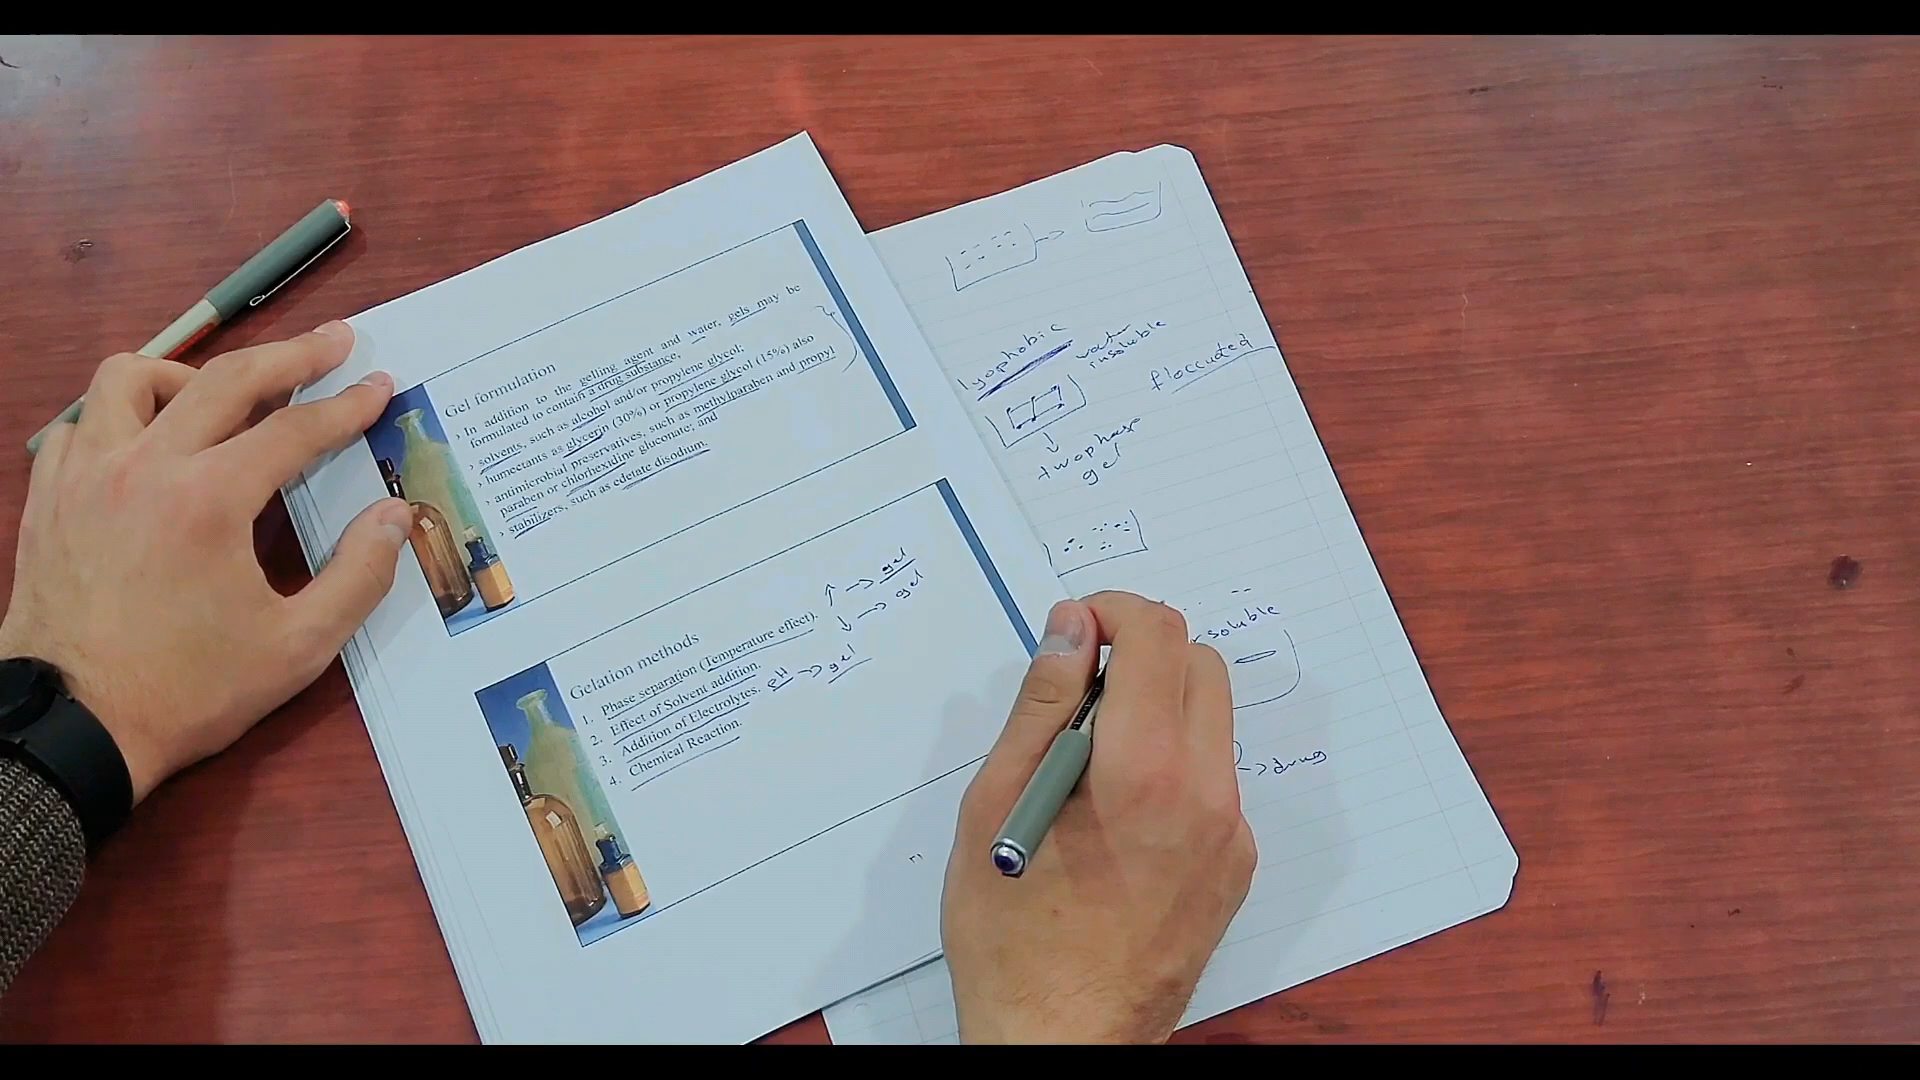 Gel formulation
› In addition to the gelling agent and water, gels may be
formulated to contain a drug substance,
› solvents, such as alcohol and/or propylene glycol;
› humectants as glycerin (30%) or propylene glycol (15%) also
› antimicrobial preservatives, such as methylparaben and propyl
paraben or chlorhexidine gluconate; and
› stabilizers, such as edetate disodium.
Gelation methods
1. Phase separation (Temperature effect). ↑ → gel
↓ → gel
2. Effect of Solvent addition.
3. Addition of Electrolytes. pH → gel
4. Chemical Reaction.
٣١
lyophobic
water
insoluble
floccuted
↓
two phase
gel
soluble
→ drug